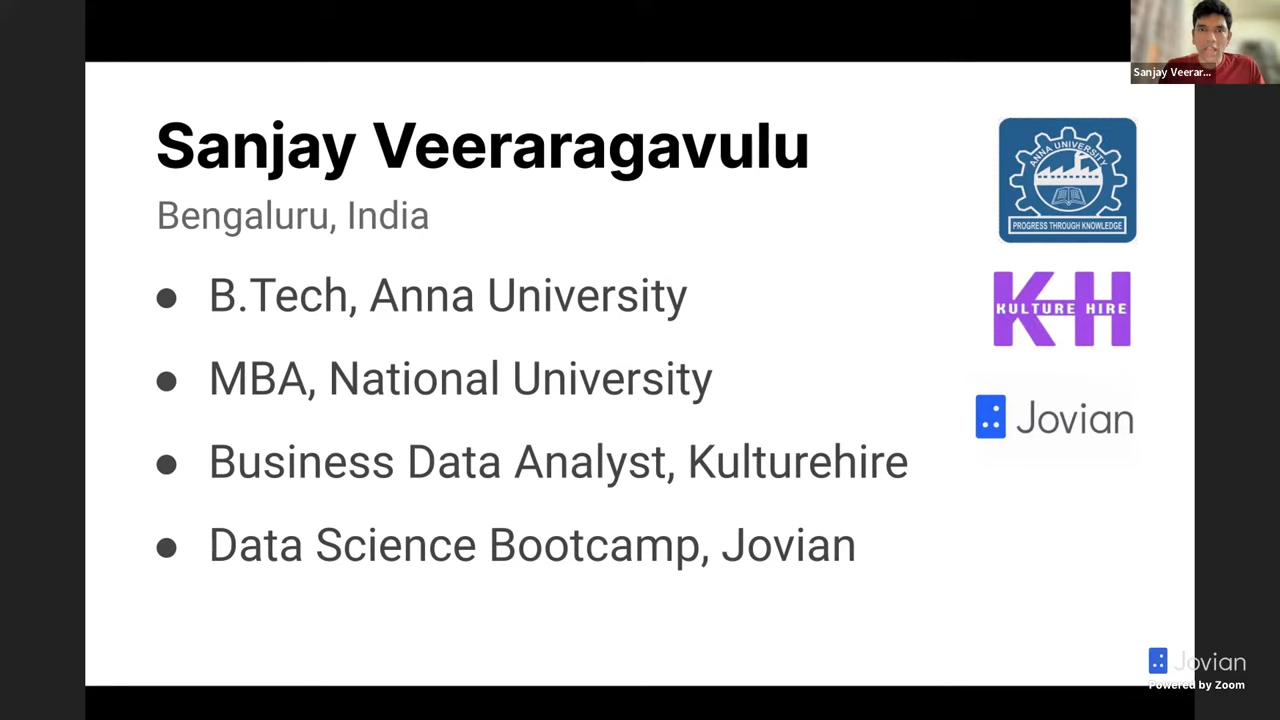 Sanjay Veerar...
Sanjay Veeraragavulu
Bengaluru, India
● B.Tech, Anna University
● MBA, National University
● Business Data Analyst, Kulturehire
● Data Science Bootcamp, Jovian
ANNA UNIVERSITY
PROGRESS THROUGH KNOWLEDGE
KH
KULTURE HIRE
Jovian
Jovian
Powered by Zoom